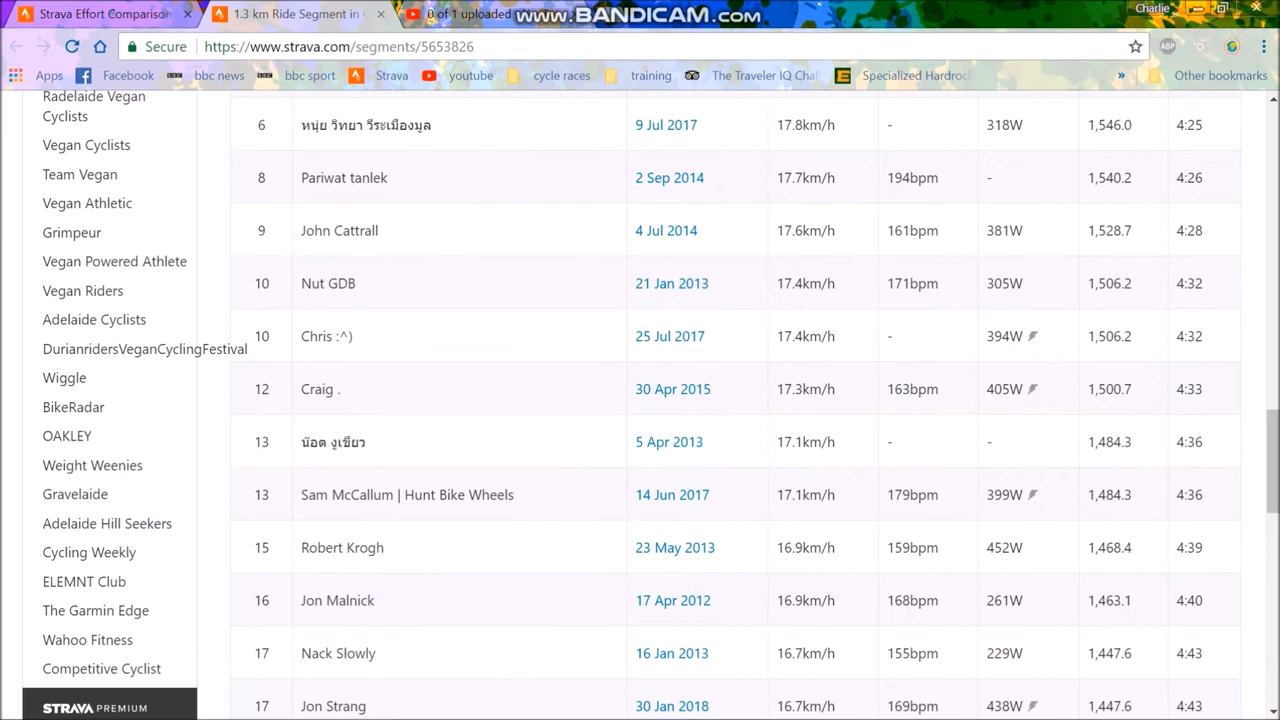 Strava Effort Comparison
1.3 km Ride Segment in
0 of 1 uploaded
www.BANDICAM.com
Charlie
Secure
https://www.strava.com/segments/5653826
ABP
Apps
Facebook
bbc news
bbc sport
Strava
youtube
cycle races
training
The Traveler IQ Cha
Specialized Hardroc
»
Other bookmarks
Radelaide Vegan
Cyclists
Vegan Cyclists
Team Vegan
Vegan Athletic
Grimpeur
Vegan Powered Athlete
Vegan Riders
Adelaide Cyclists
DurianridersVeganCyclingFestival
Wiggle
BikeRadar
OAKLEY
Weight Weenies
Gravelaide
Adelaide Hill Seekers
Cycling Weekly
ELEMNT Club
The Garmin Edge
Wahoo Fitness
Competitive Cyclist
STRAVA PREMIUM
6 หนุ่ย วิทยา วีระเมืองมูล 9 Jul 2017 17.8km/h - 318W 1,546.0 4:25
8 Pariwat tanlek 2 Sep 2014 17.7km/h 194bpm - 1,540.2 4:26
9 John Cattrall 4 Jul 2014 17.6km/h 161bpm 381W 1,528.7 4:28
10 Nut GDB 21 Jan 2013 17.4km/h 171bpm 305W 1,506.2 4:32
10 Chris :^) 25 Jul 2017 17.4km/h - 394W 1,506.2 4:32
12 Craig . 30 Apr 2015 17.3km/h 163bpm 405W 1,500.7 4:33
13 น๊อต งูเขียว 5 Apr 2013 17.1km/h - - 1,484.3 4:36
13 Sam McCallum | Hunt Bike Wheels 14 Jun 2017 17.1km/h 179bpm 399W 1,484.3 4:36
15 Robert Krogh 23 May 2013 16.9km/h 159bpm 452W 1,468.4 4:39
16 Jon Malnick 17 Apr 2012 16.9km/h 168bpm 261W 1,463.1 4:40
17 Nack Slowly 16 Jan 2013 16.7km/h 155bpm 229W 1,447.6 4:43
17 Jon Strang 30 Jan 2018 16.7km/h 169bpm 438W 1,447.6 4:43